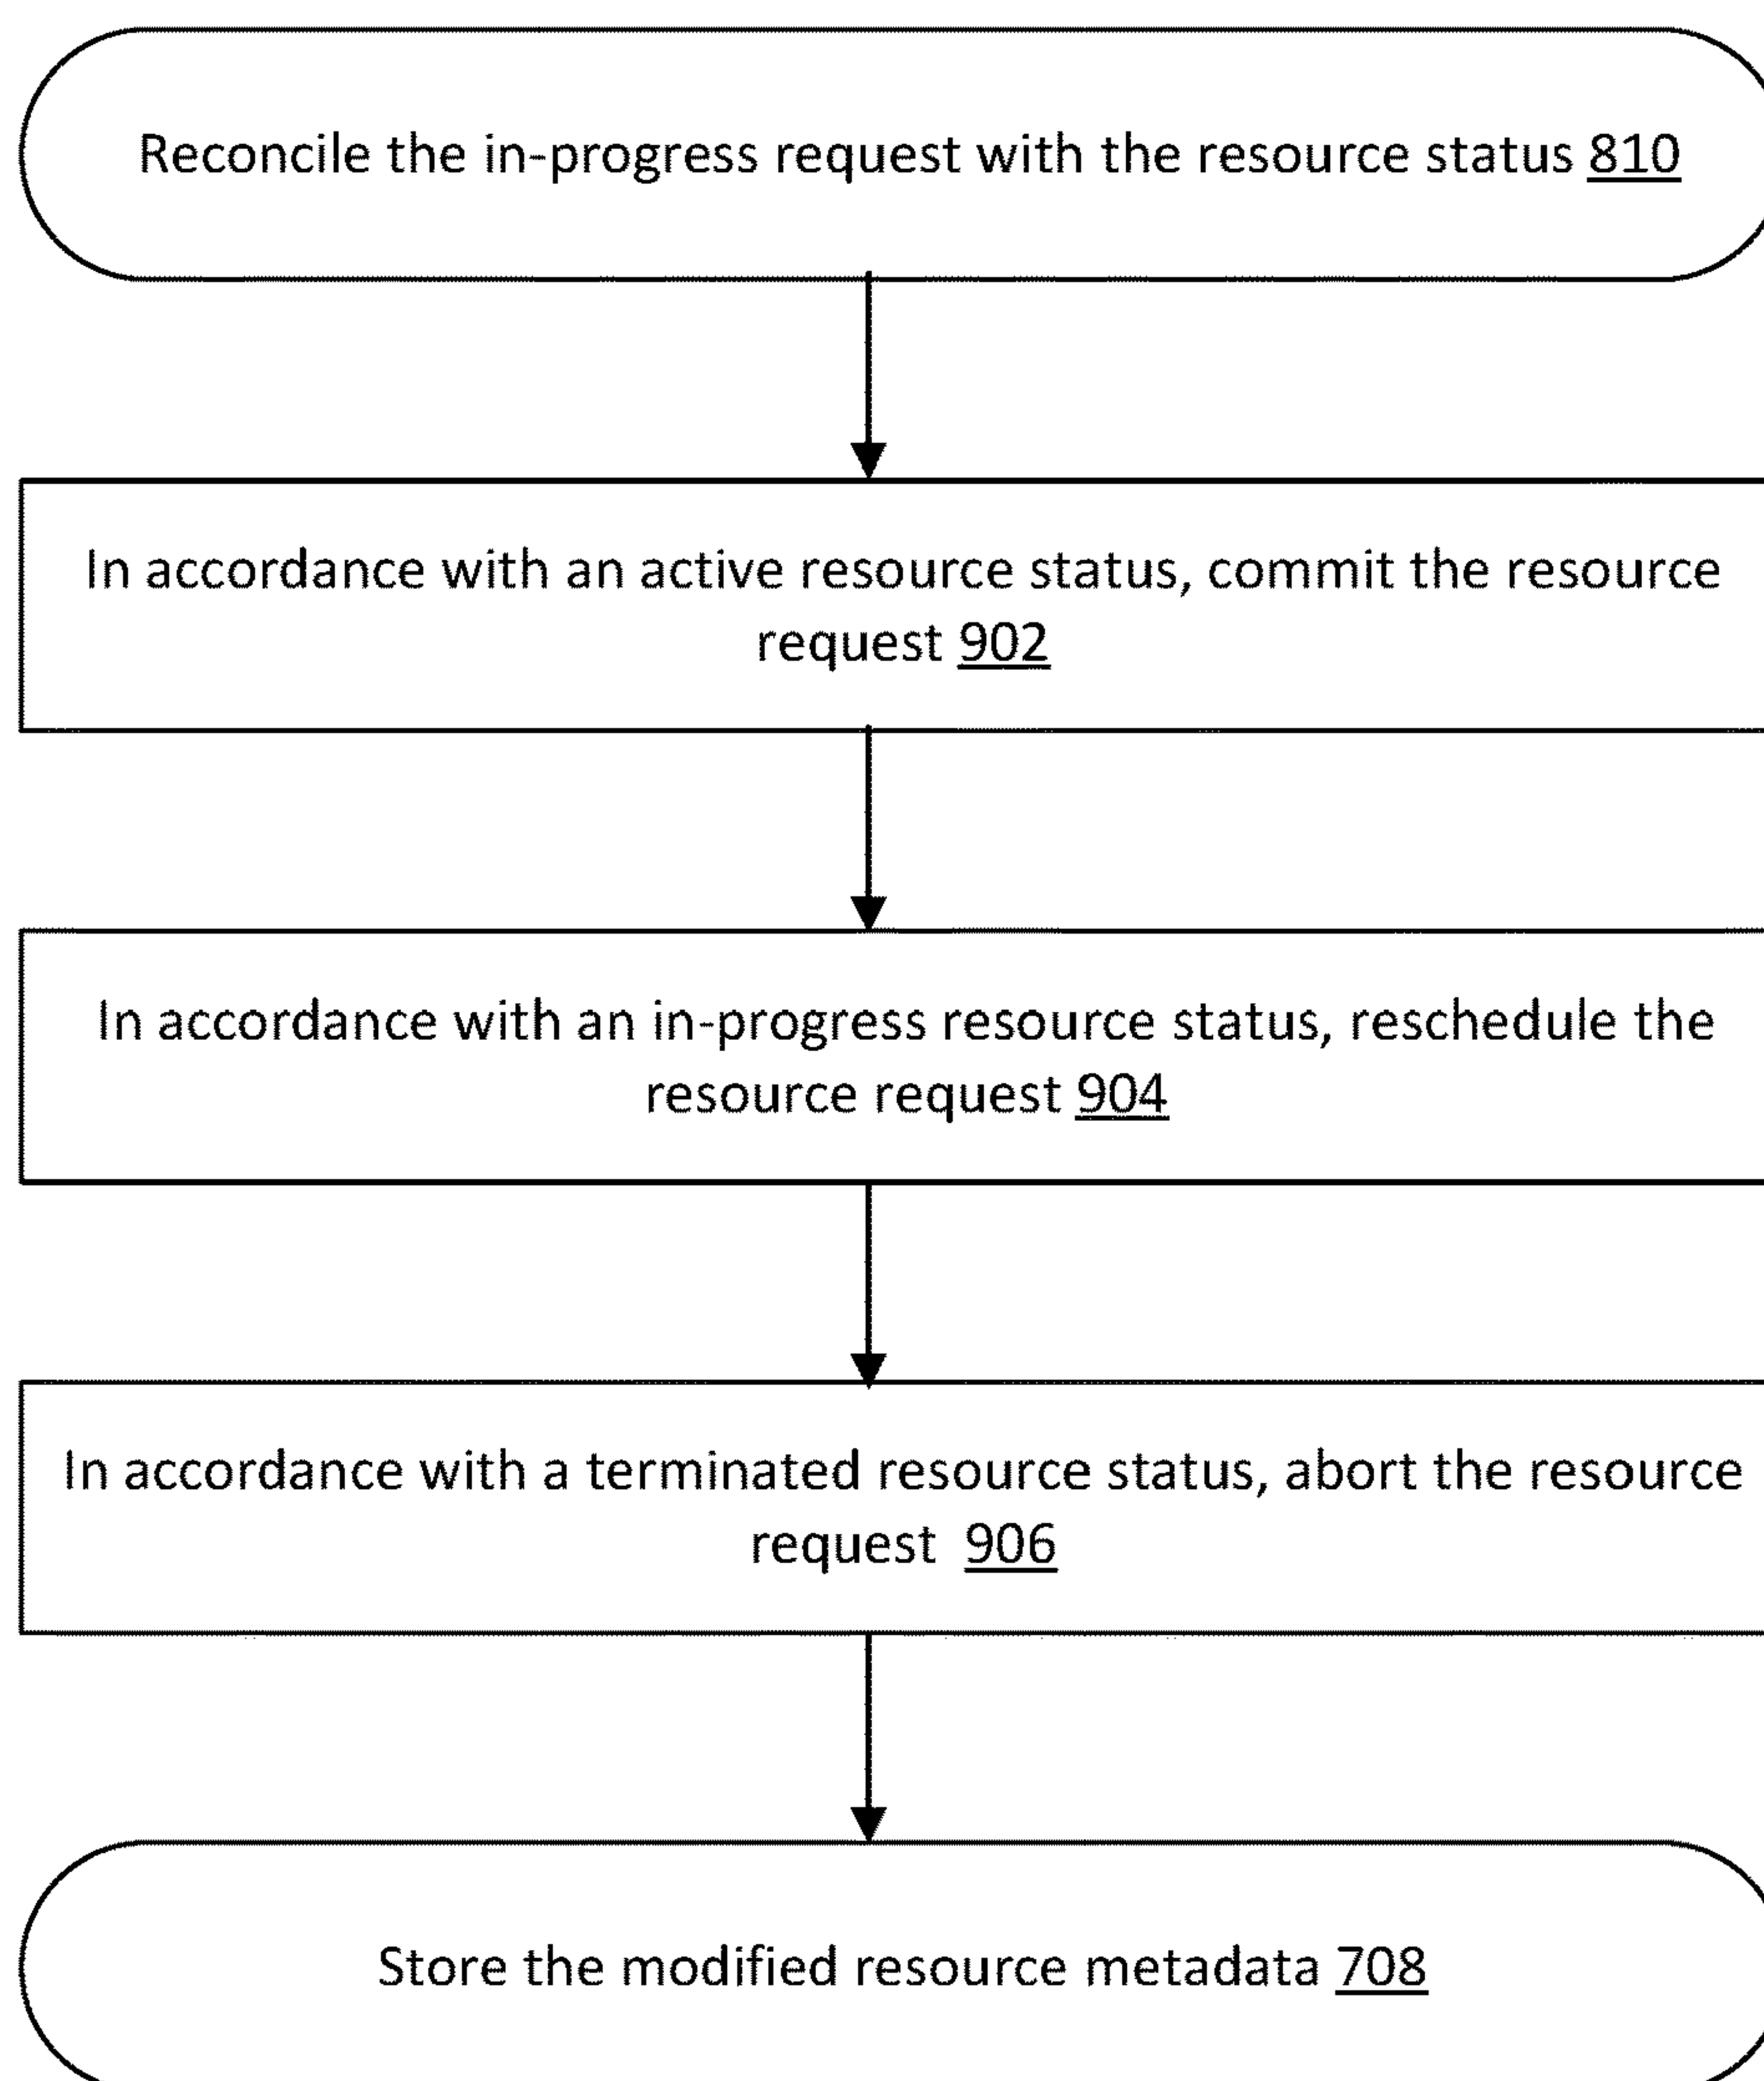 Reconcile the in-progress request with the resource status 810
In accordance with an active resource status, commit the resource
request 902
In accordance with an in-progress resource status, reschedule the
resource request 904
In accordance with a terminated resource status, abort the resource
request 906
Store the modified resource metadata 708